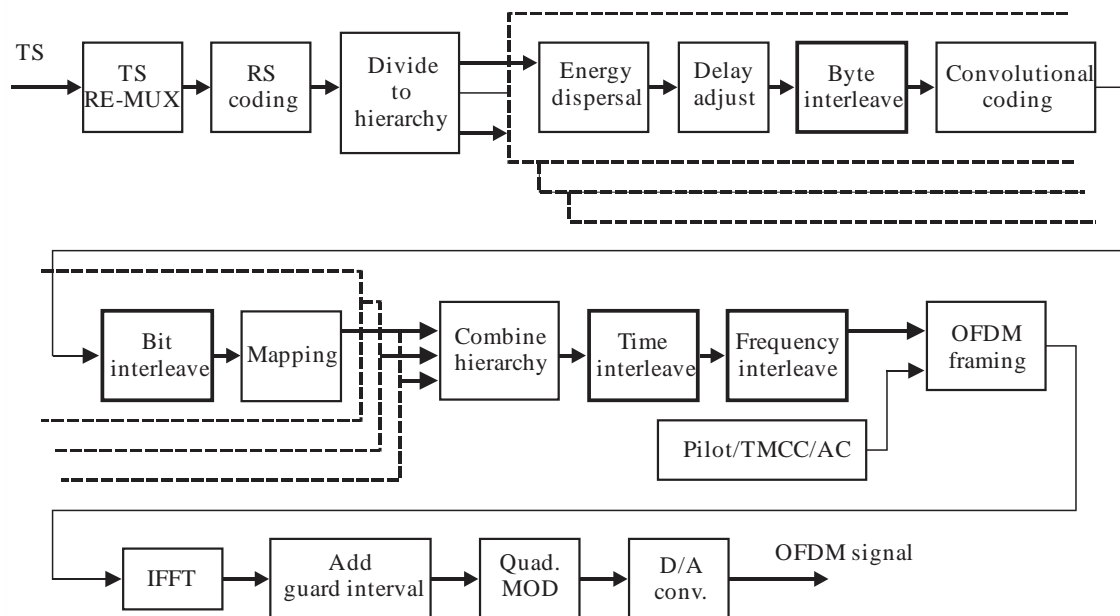 TS
TS
RE-MUX
RS
coding
Divide
to
hierarchy
Energy
dispersal
Delay
adjust
Byte
interleave
Convolutional
coding
Bit
interleave
Mapping
Combine
hierarchy
Time
interleave
Frequency
interleave
OFDM
framing
Pilot/TMCC/AC
IFFT
Add
guard interval
Quad.
MOD
D/A
conv.
OFDM signal